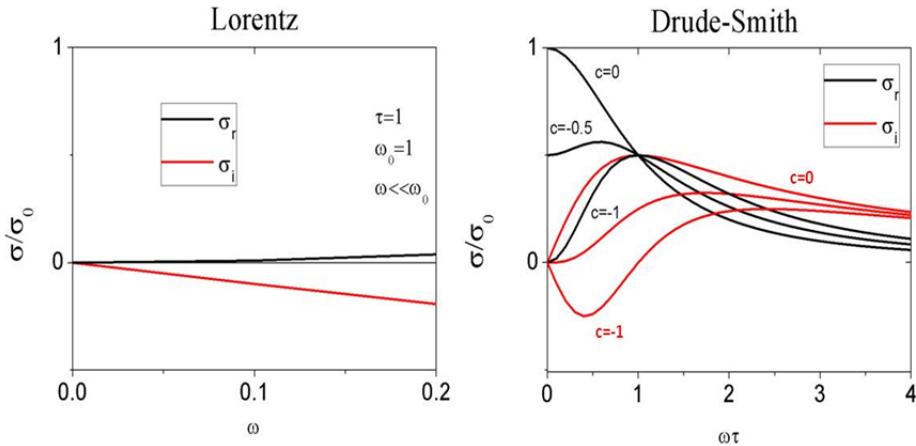 Lorentz
1
σ/σ₀
0
σᵣ
σᵢ
τ=1
ω₀=1
ω<<ω₀
0.0
0.1
0.2
ω
Drude-Smith
1
σ/σ₀
0
c=0
c=-0.5
c=-1
c=0
c=-1
σᵣ
σᵢ
0
1
2
3
4
ωτ